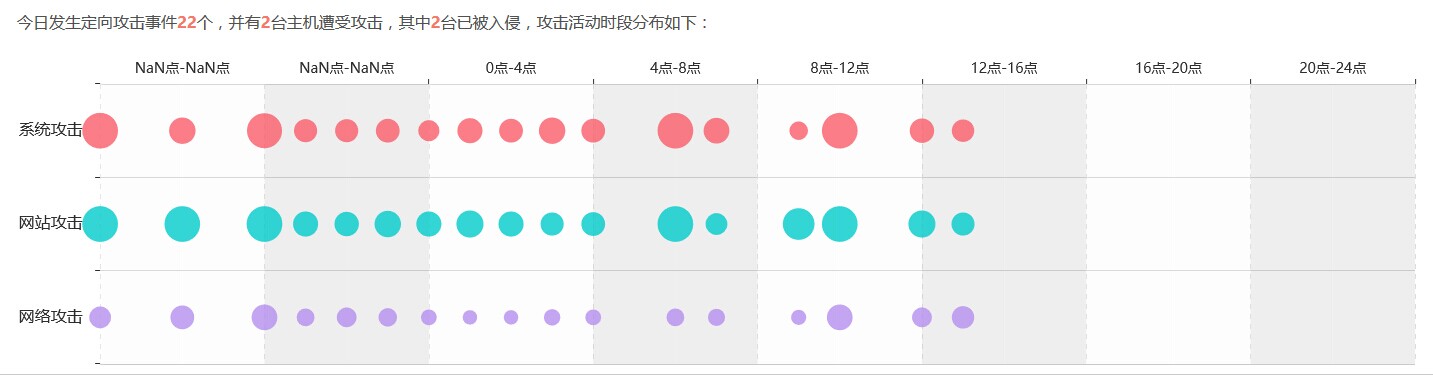 今日发生定向攻击事件22个，并有2台主机遭受攻击，其中2台已被入侵，攻击活动时段分布如下：
NaN点-NaN点 NaN点-NaN点 0点-4点 4点-8点 8点-12点 12点-16点 16点-20点 20点-24点
系统攻击
网站攻击
网络攻击